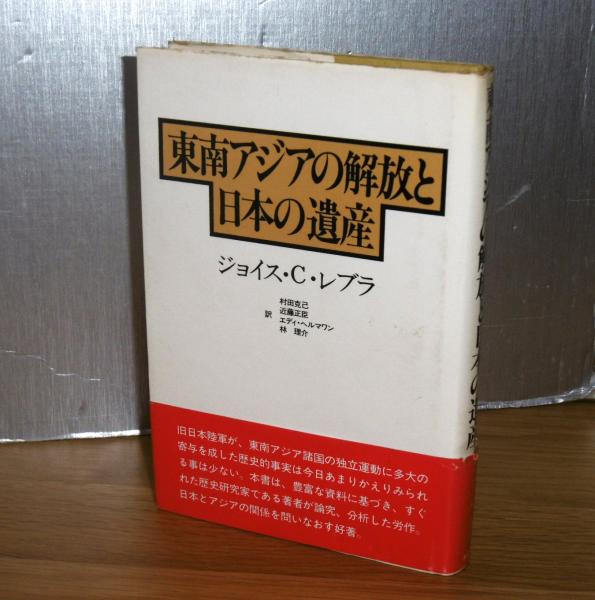 東南アジアの解放と
日本の遺産
ジョイス・C・レブラ
村田克己
近藤正臣
訳 エディ・ヘルマワン
林 理介
旧日本陸軍が、東南アジア諸国の独立運動に多大の
寄与を成した歴史的事実は今日あまりかえりみられ
る事は少ない。本書は、豊富な資料に基づき、すぐ
れた歴史研究家である著者が論究、分析した労作。
日本とアジアの関係を問いなおす好著。